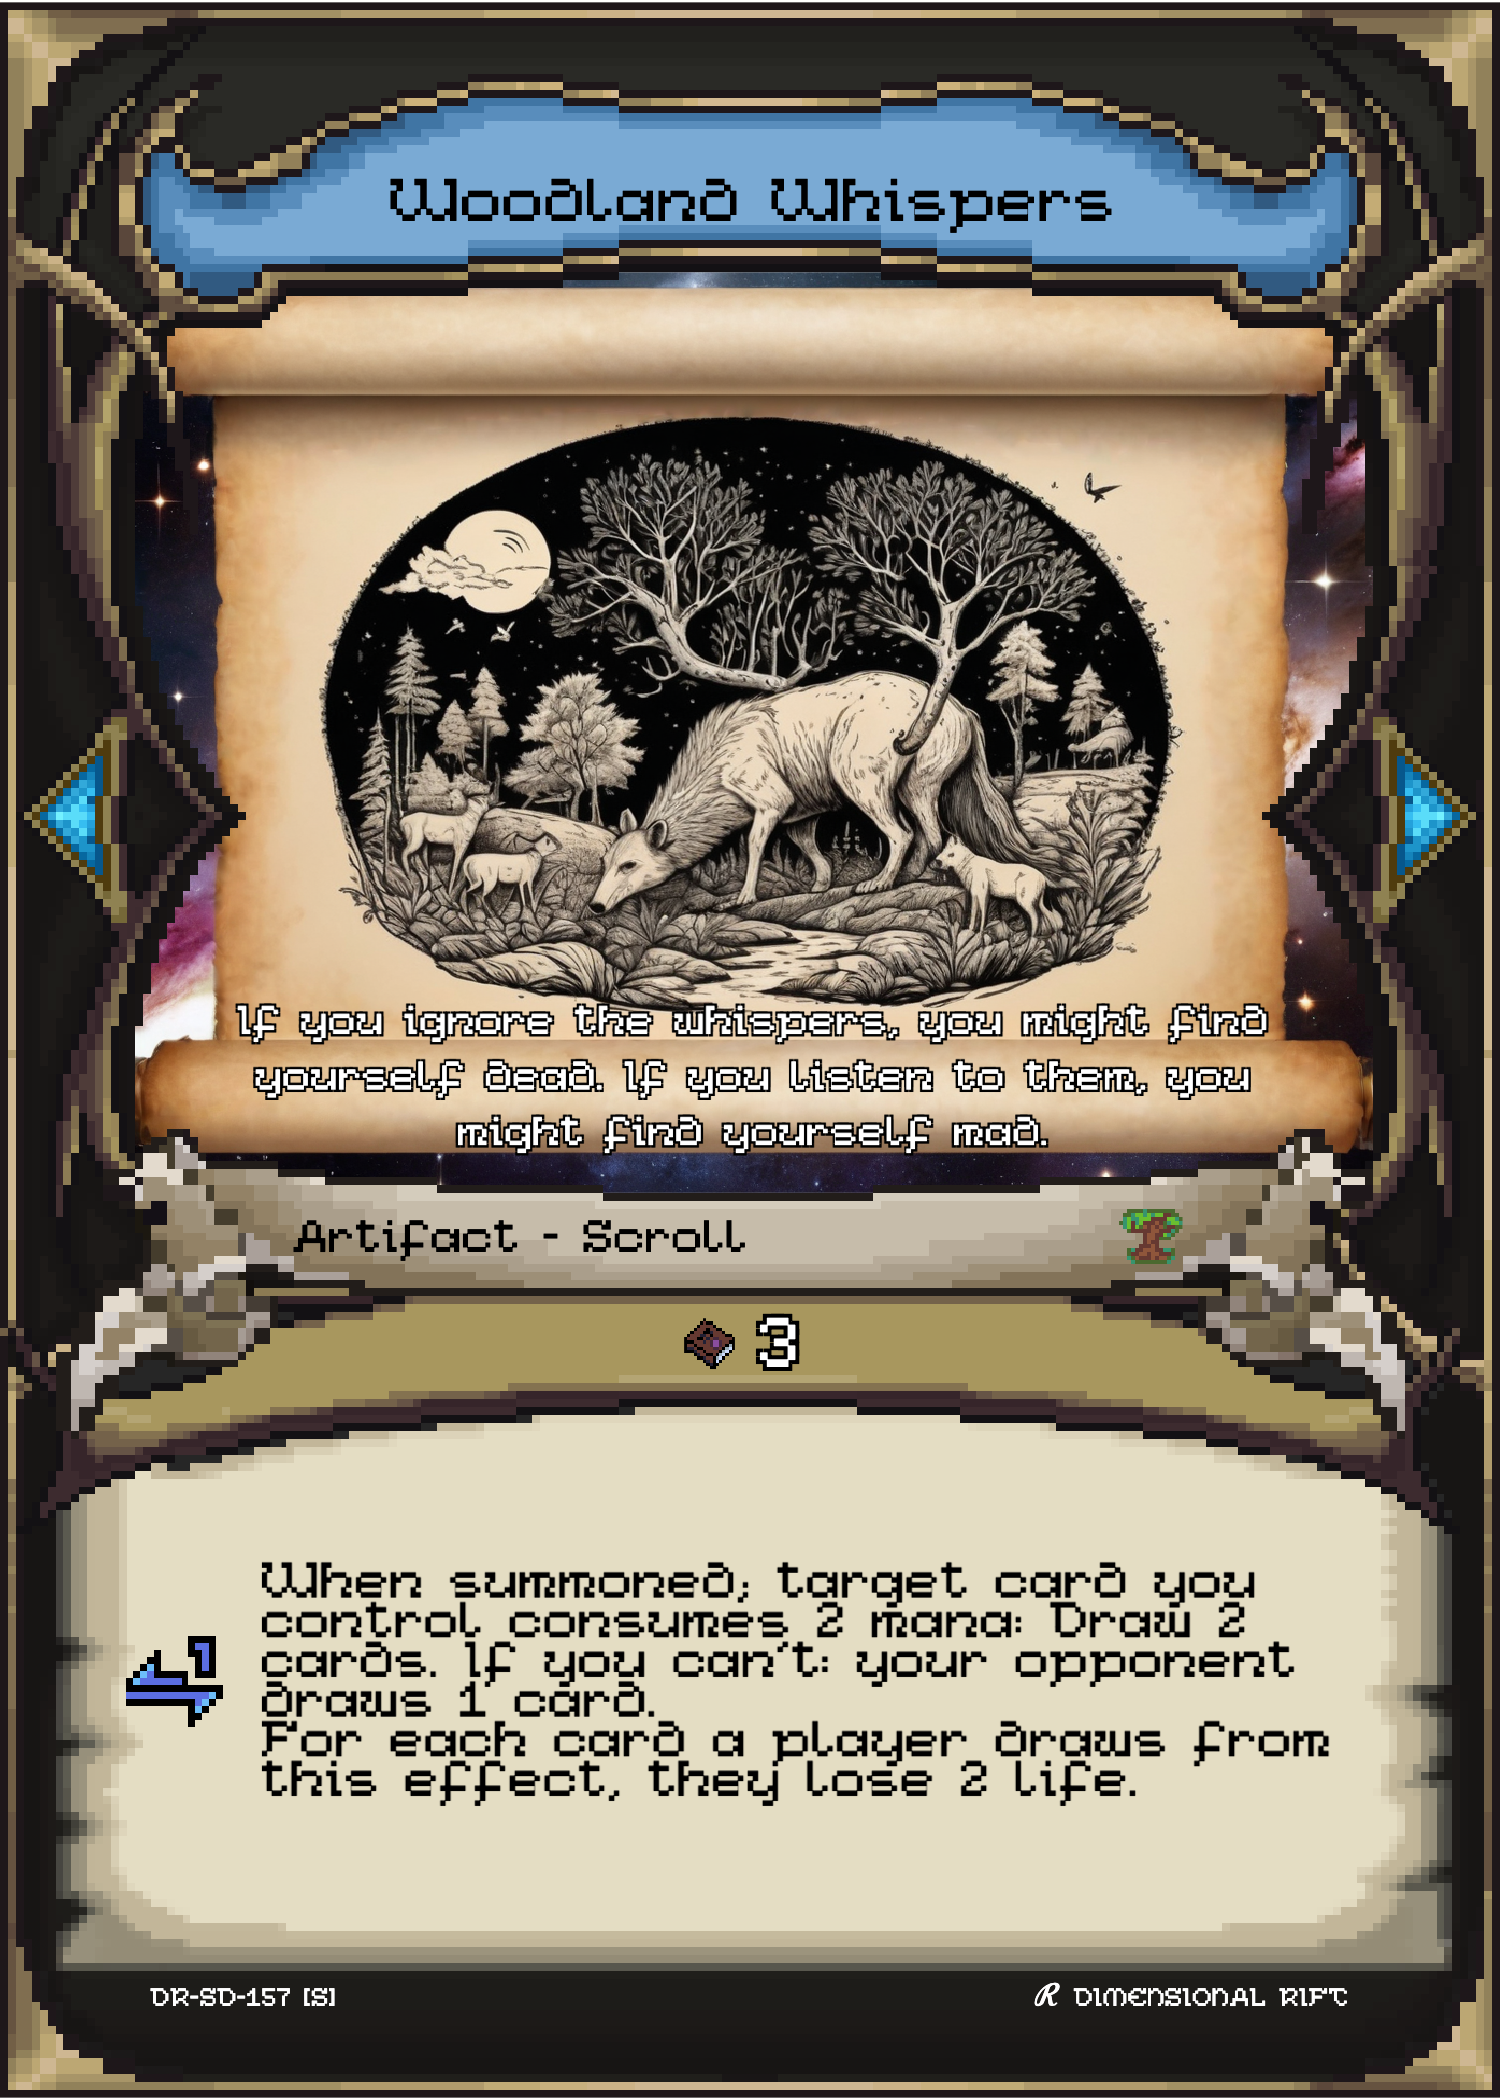 Woodland Whispers
If you ignore the whispers, you might find
yourself dead. If you listen to them, you
might find yourself mad.
Artifact - Scroll
3
When summoned; target card you
control consumes 2 mana: Draw 2
cards. If you can't: your opponent
draws 1 card.
1
For each card a player draws from
this effect, they lose 2 life.
DR-SD-157 [S]
R DIMENSIONAL RIFT